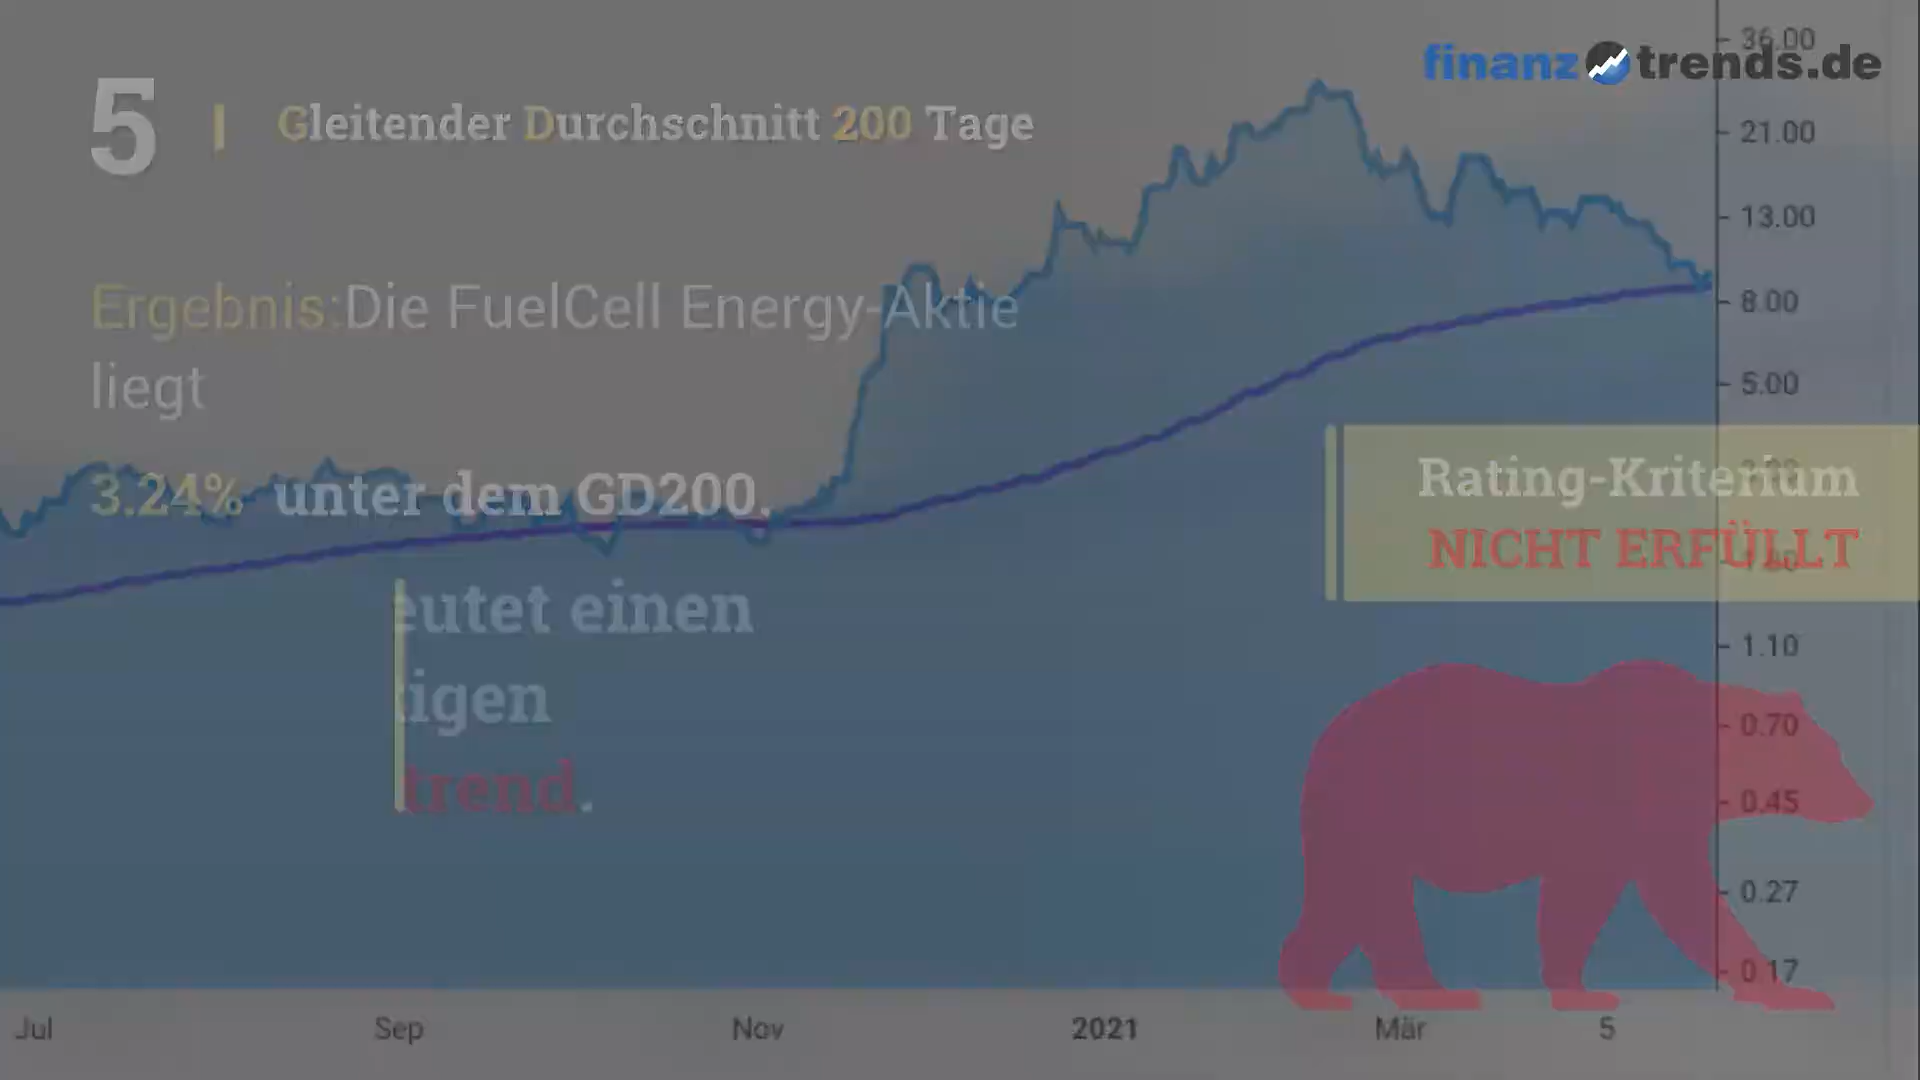 finanztrends.de
5
Gleitender Durchschnitt 200 Tage
Ergebnis:Die FuelCell Energy-Aktie
liegt
3.24% unter dem GD200.
eutet einen
igen
trend.
Rating-Kriterium
NICHT ERFÜLLT
36.00
21.00
13.00
8.00
5.00
1.10
0.70
0.45
0.27
0.17
Jul
Sep
Nov
2021
Mär
5